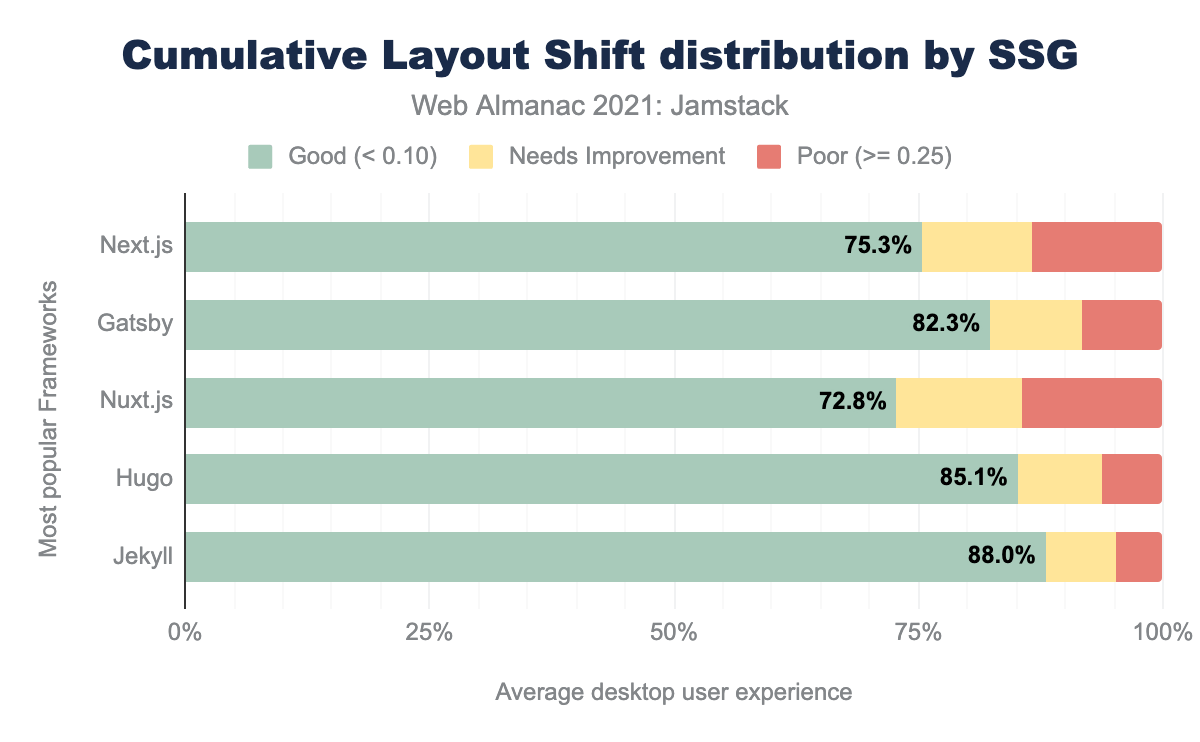 Cumulative Layout Shift distribution by SSG
Web Almanac 2021: Jamstack
Good (< 0.10) Needs Improvement Poor (>= 0.25)
Most popular Frameworks
Next.js 75.3%
Gatsby 82.3%
Nuxt.js 72.8%
Hugo 85.1%
Jekyll 88.0%
0% 25% 50% 75% 100%
Average desktop user experience